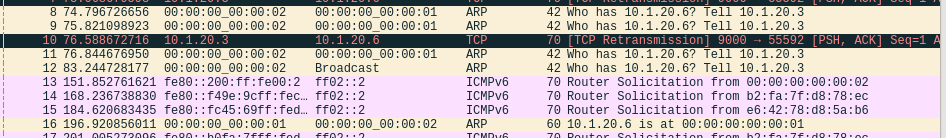 8 74.796726656 00:00:00_00:00:02 00:00:00_00:00:01 ARP 42 Who has 10.1.20.6? Tell 10.1.20.3
9 75.821098923 00:00:00_00:00:02 00:00:00_00:00:01 ARP 42 Who has 10.1.20.6? Tell 10.1.20.3
10 76.588672716 10.1.20.3 10.1.20.6 TCP 70 [TCP Retransmission] 9000 → 55592 [PSH, ACK] Seq=1 A
11 76.844676950 00:00:00_00:00:02 00:00:00_00:00:01 ARP 42 Who has 10.1.20.6? Tell 10.1.20.3
12 83.244728177 00:00:00_00:00:02 Broadcast ARP 42 Who has 10.1.20.6? Tell 10.1.20.3
13 151.852761621 fe80::200:ff:fe00:2 ff02::2 ICMPv6 70 Router Solicitation from 00:00:00:00:00:02
14 168.236738830 fe80::f49e:9cff:fec… ff02::2 ICMPv6 70 Router Solicitation from b2:fa:7f:d8:78:ec
15 184.620683435 fe80::fc45:69ff:fed… ff02::2 ICMPv6 70 Router Solicitation from e6:42:78:d8:5a:b6
16 196.920856011 00:00:00_00:00:01 00:00:00_00:00:02 ARP 60 10.1.20.6 is at 00:00:00:00:00:01
17 201.005273096 fe80::b0fa:7fff:fed… ff02::2 ICMPv6 70 Router Solicitation from b2:fa:7f:d8:78:ec